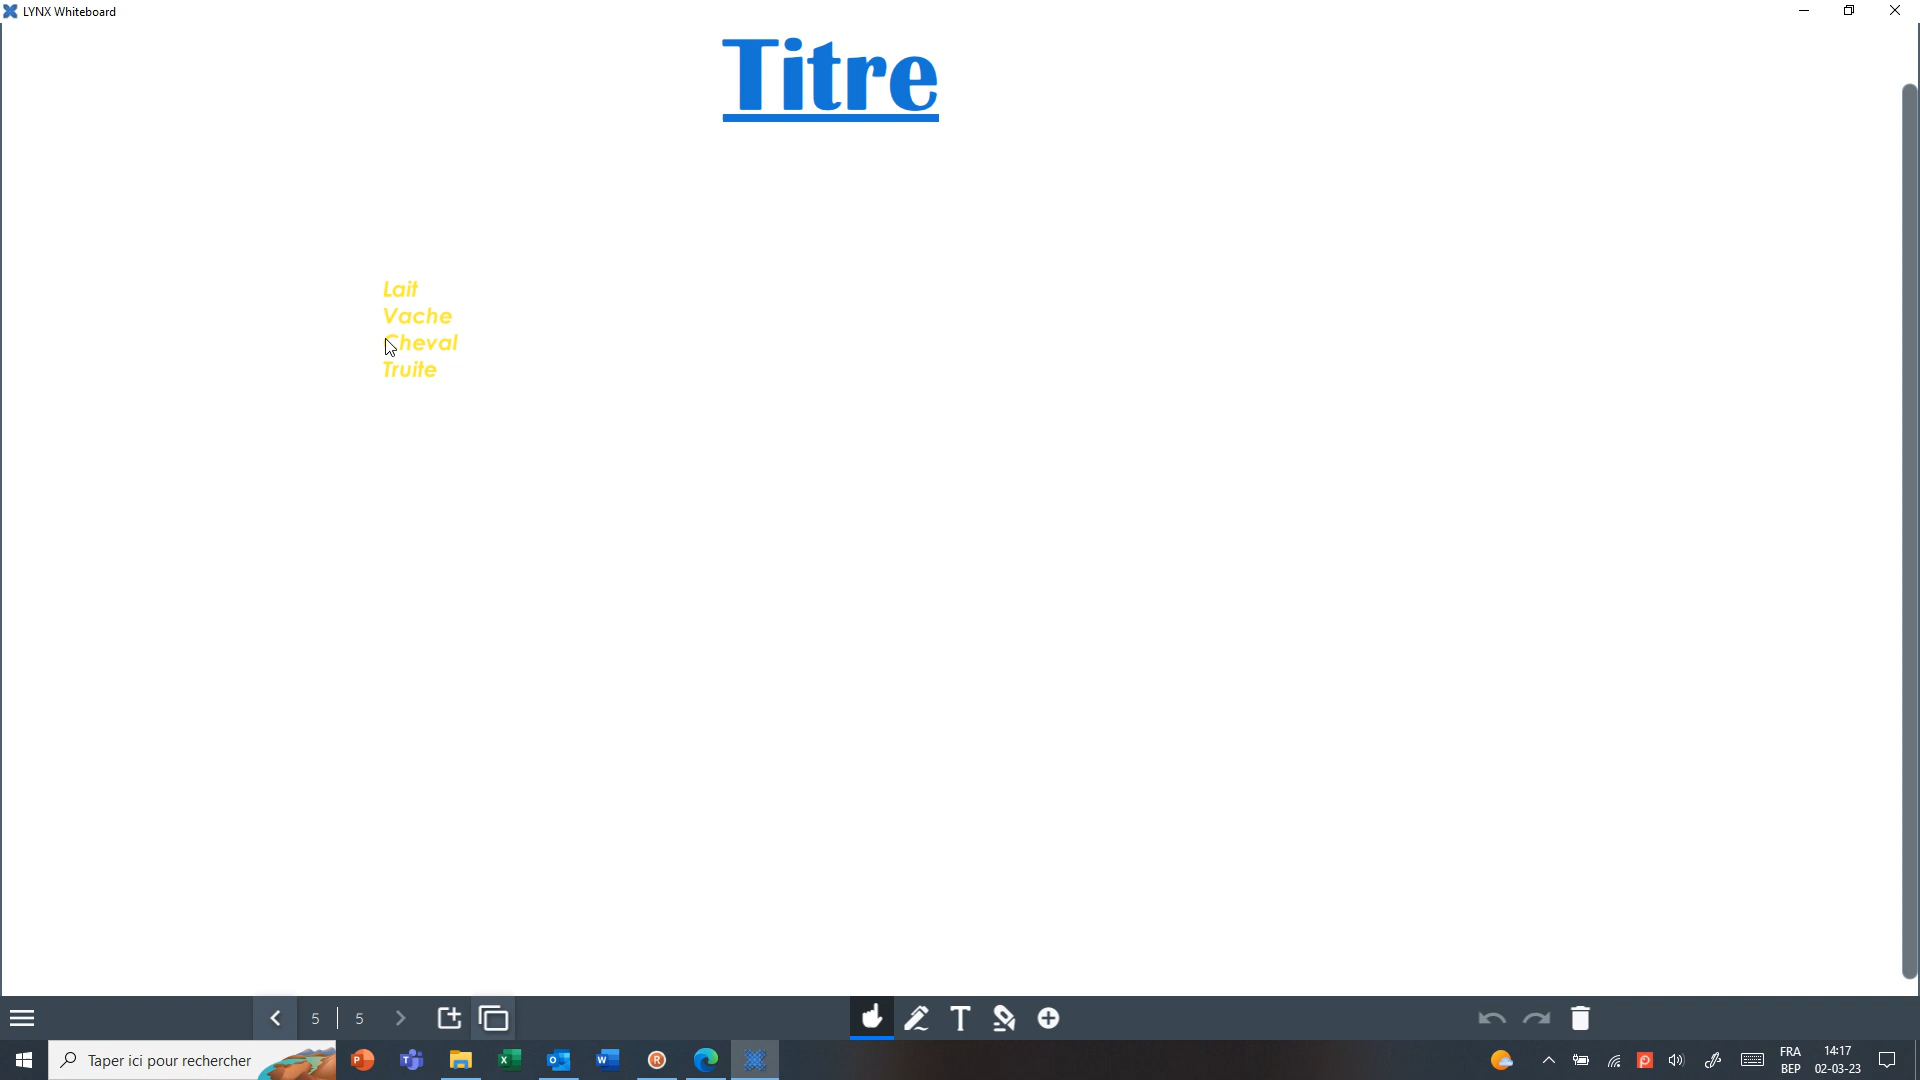 LYNX Whiteboard
Titre
Lait
Vache
Cheval
Truite
5 | 5
Taper ici pour rechercher
FRA
BEP
14:17
02-03-23